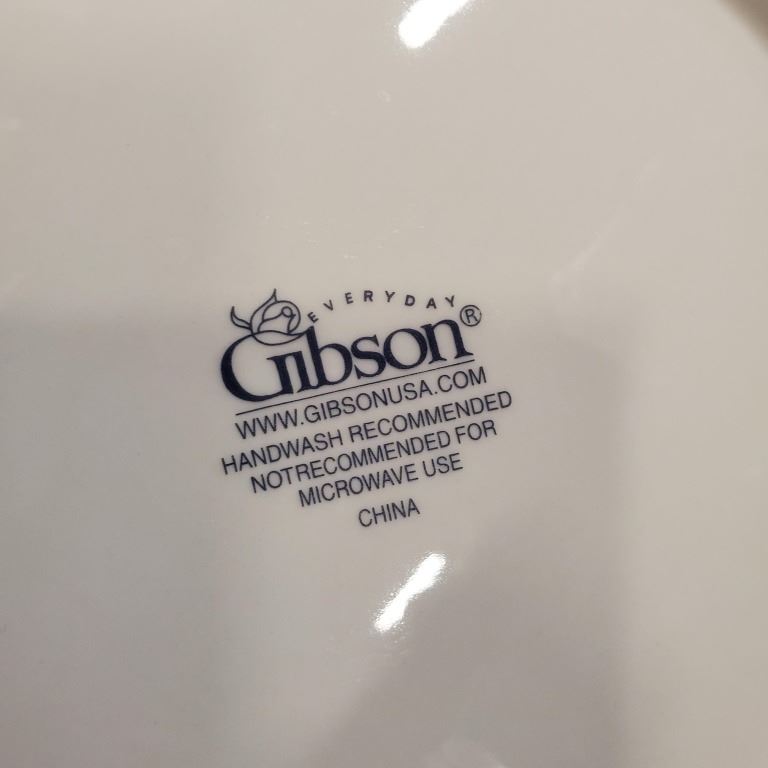 EVERYDAY
Gibson®
WWW.GIBSONUSA.COM
HANDWASH RECOMMENDED
NOTRECOMMENDED FOR
MICROWAVE USE
CHINA